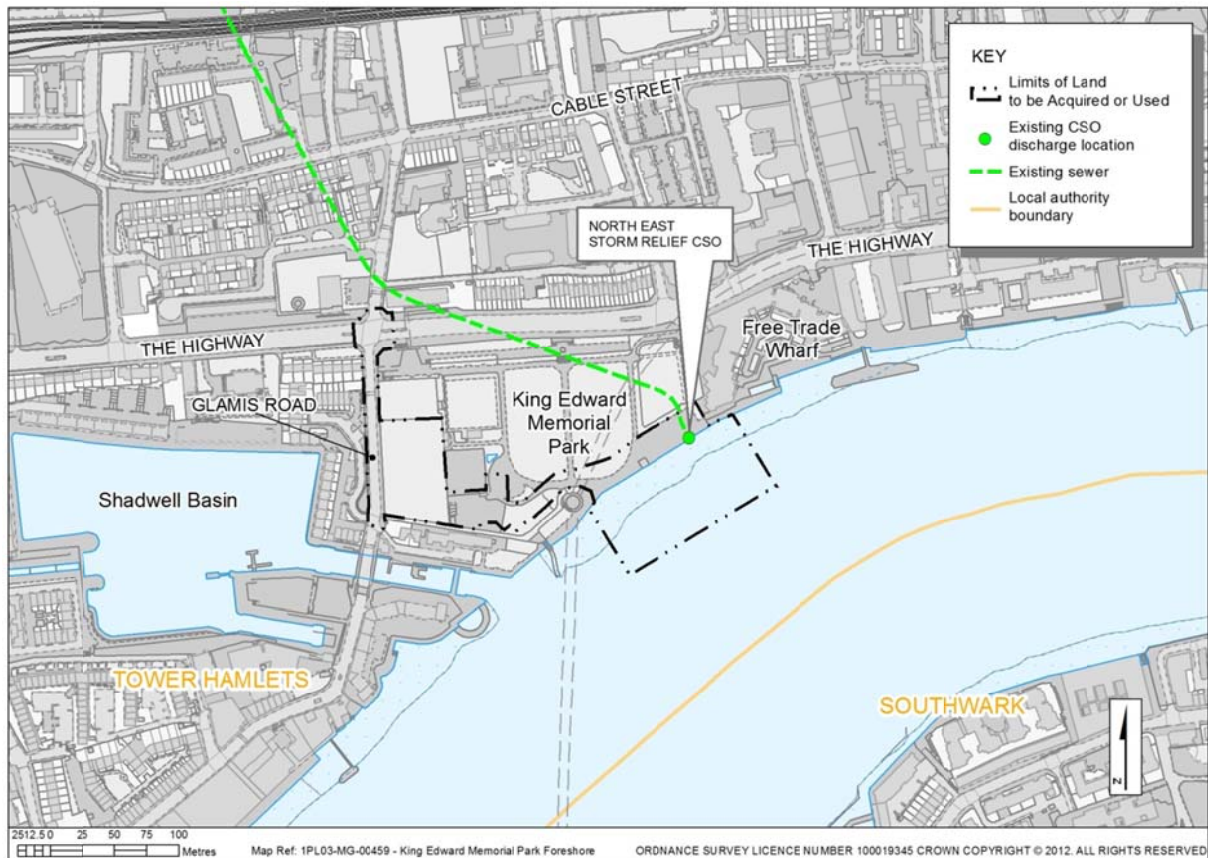 KEY
Limits of Land
to be Acquired or Used
Existing CSO
discharge location
Existing sewer
Local authority
boundary
CABLE STREET
NORTH EAST
STORM RELIEF CSO
THE HIGHWAY
THE HIGHWAY
Free Trade
Wharf
GLAMIS ROAD
King Edward
Memorial
Park
Shadwell Basin
TOWER HAMLETS
SOUTHWARK
N
25 12.5 0 25 50 75 100
Metres
Map Ref: 1PL03-MG-00459 - King Edward Memorial Park Foreshore
ORDNANCE SURVEY LICENCE NUMBER 100019345 CROWN COPYRIGHT © 2012. ALL RIGHTS RESERVED